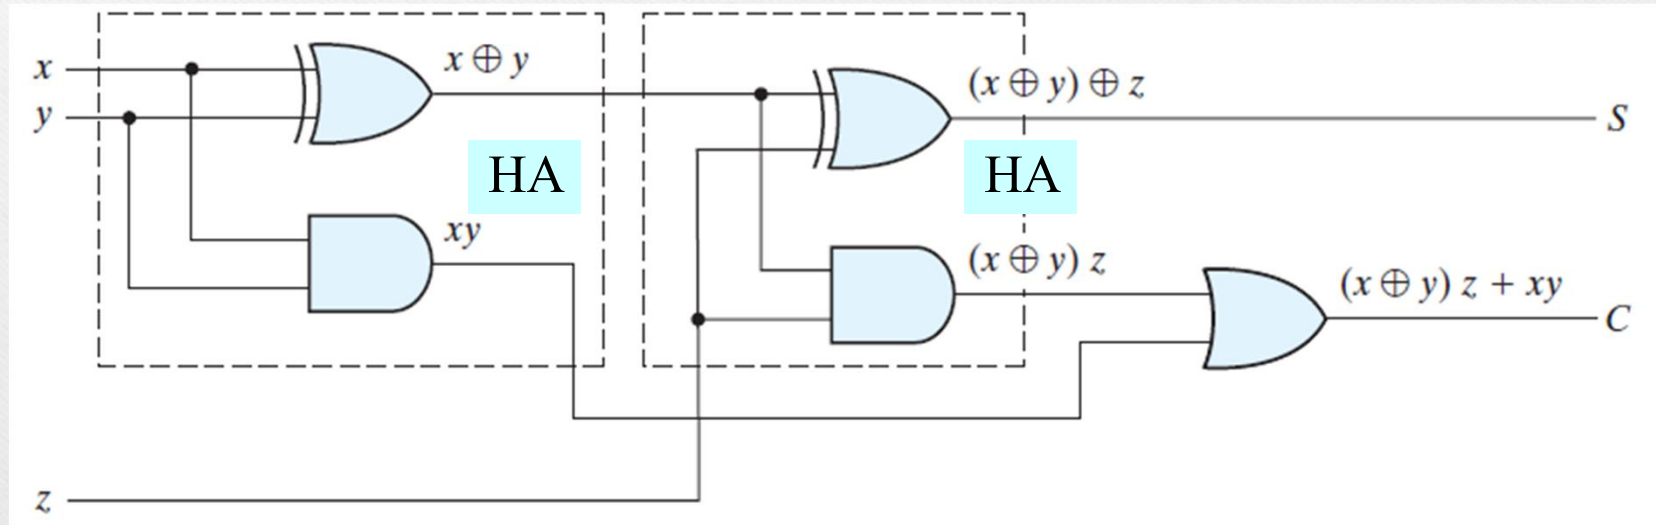 x
y
x ⊕ y
(x ⊕ y) ⊕ z
S
HA
HA
xy
(x ⊕ y) z
(x ⊕ y) z + xy
C
z